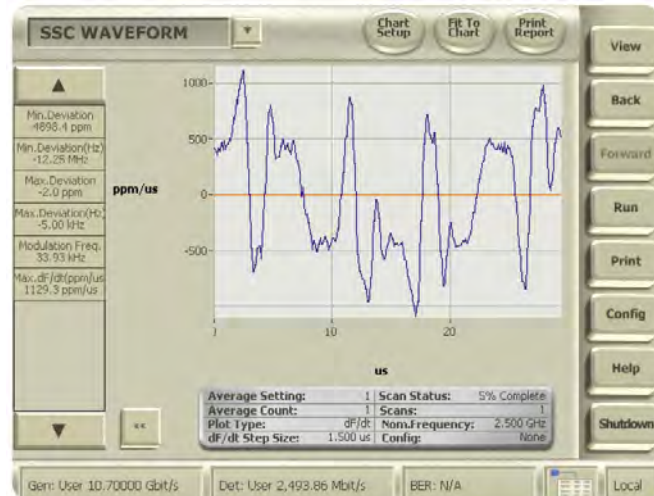 SSC WAVEFORM
Chart Setup
Fit To Chart
Print Report
View
Back
Forward
Run
Print
Config
Help
Shutdown
Min.Deviation
-4898.4 ppm
Min.Deviation(Hz)
-12.25 MHz
Max.Deviation
-2.0 ppm
Max.Deviation(Hz)
-5.00 kHz
Modulation Freq.
33.93 kHz
Max.dF/dt(ppm/us
1129.3 ppm/us
ppm/us
1000
500
0
-500
10
20
us
<<
Average Setting: 1 Scan Status: 5% Complete
Average Count: 1 Scans: 1
Plot Type: dF/dt Nom.Frequency: 2.500 GHz
dF/dt Step Size: 1.500 us Config: None
Gen: User 10.70000 Gbit/s
Det: User 2,493.86 Mbit/s
BER: N/A
Local